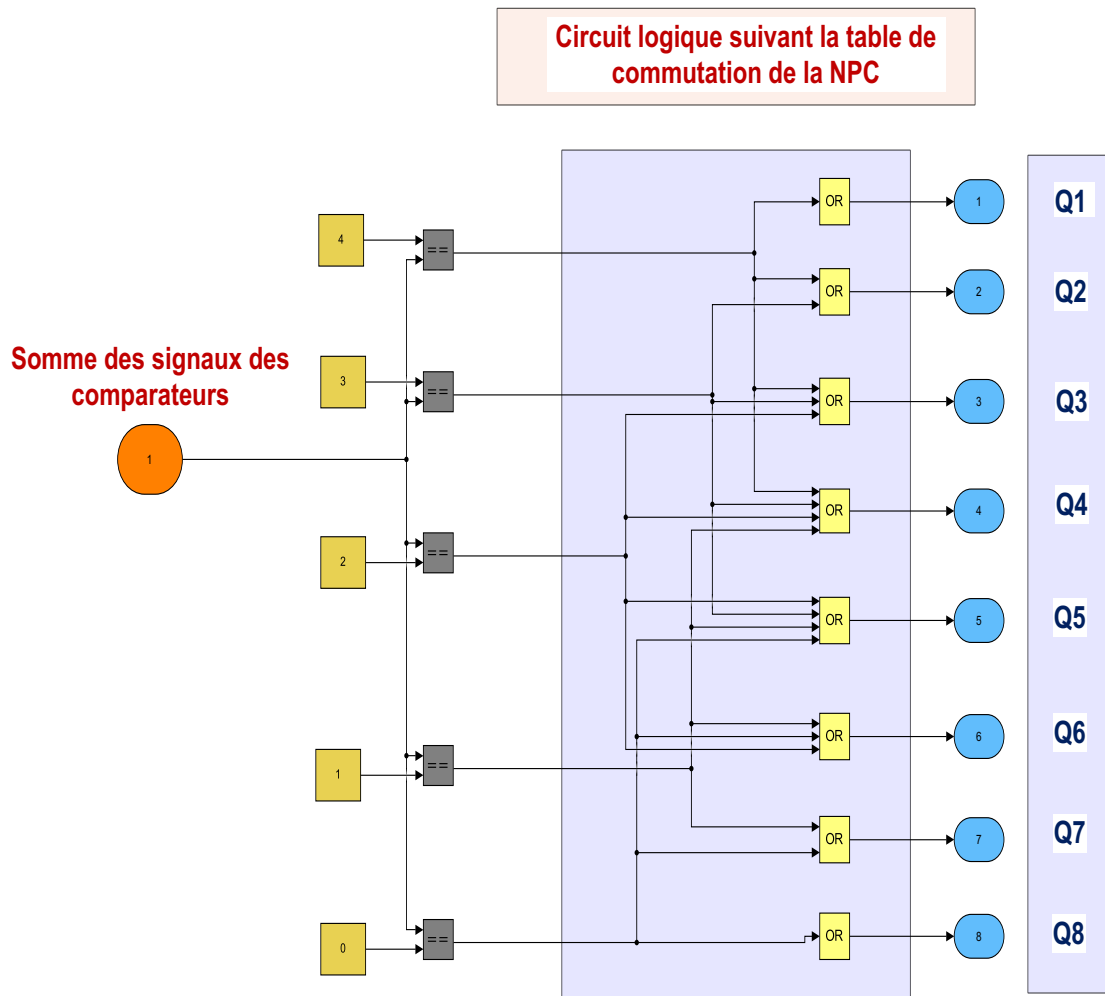 Circuit logique suivant la table de
commutation de la NPC
OR
1
Q1
4
==
OR
2
Q2
Somme des signaux des
comparateurs
3
==
OR
3
Q3
1
OR
4
Q4
2
==
OR
5
Q5
OR
6
Q6
1
==
OR
7
Q7
0
==
OR
8
Q8